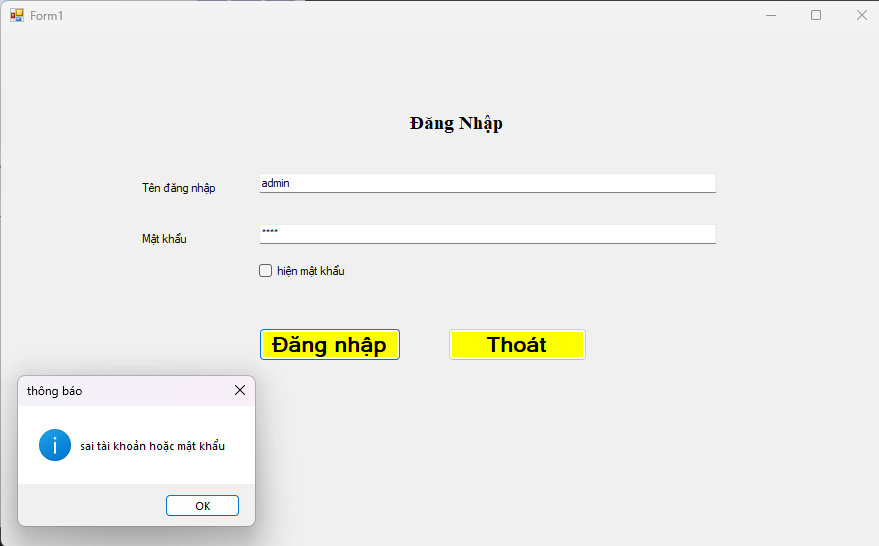 Form1
Đăng Nhập
Tên đăng nhập
admin
Mật khẩu
****
hiện mật khẩu
Đăng nhập
Thoát
thông báo
sai tài khoản hoặc mật khẩu
OK